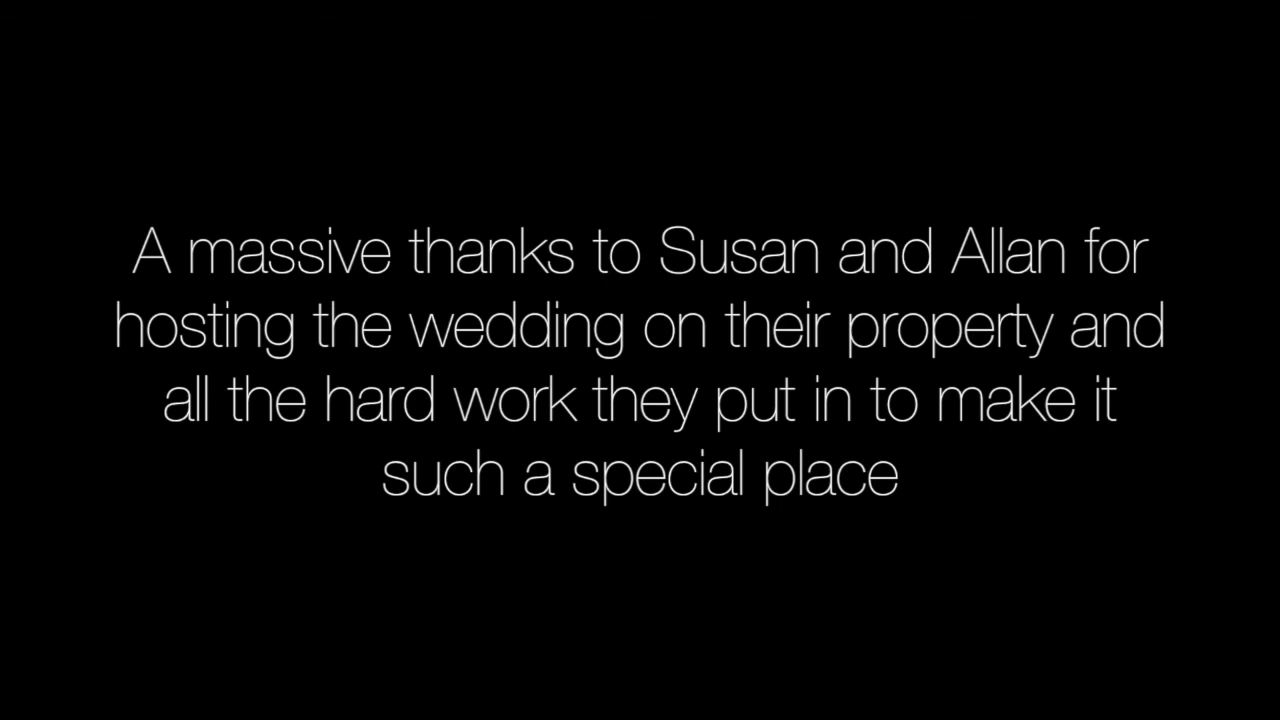 A massive thanks to Susan and Allan for
hosting the wedding on their property and
all the hard work they put in to make it
such a special place